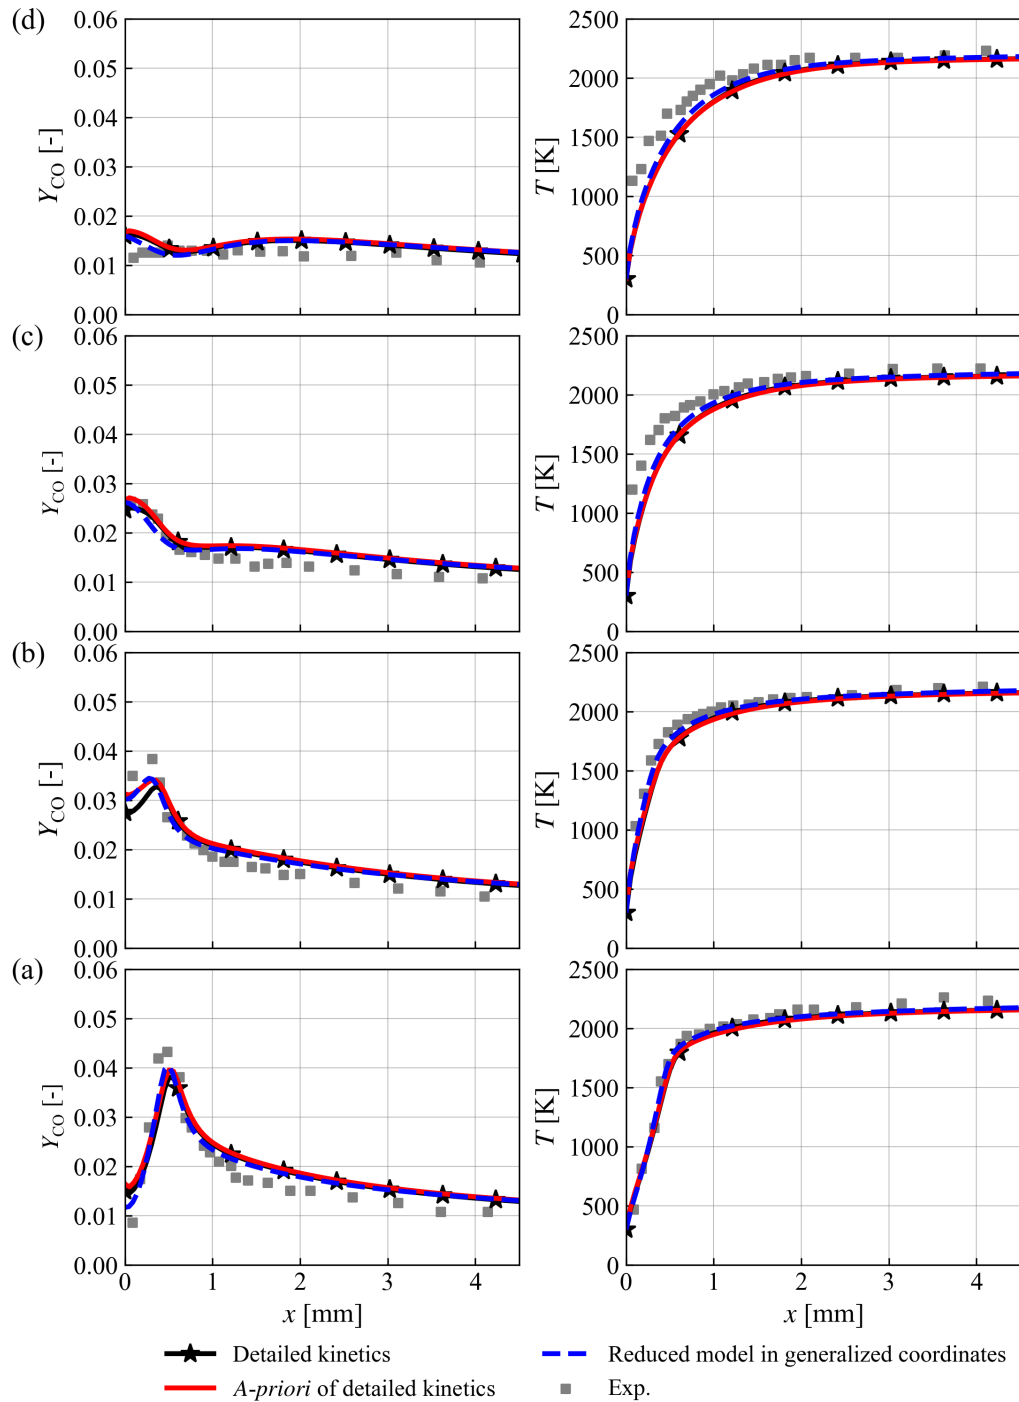 (d)
0.06
0.05
0.04
0.03
0.02
0.01
0.00
Y_CO [-]
2500
2000
1500
1000
500
0
T [K]
(c)
0.06
0.05
0.04
0.03
0.02
0.01
0.00
Y_CO [-]
2500
2000
1500
1000
500
0
T [K]
(b)
0.06
0.05
0.04
0.03
0.02
0.01
0.00
Y_CO [-]
2500
2000
1500
1000
500
0
T [K]
(a)
0.06
0.05
0.04
0.03
0.02
0.01
0.00
Y_CO [-]
0 1 2 3 4
x [mm]
2500
2000
1500
1000
500
0
T [K]
0 1 2 3 4
x [mm]
Detailed kinetics
A-priori of detailed kinetics
Reduced model in generalized coordinates
Exp.